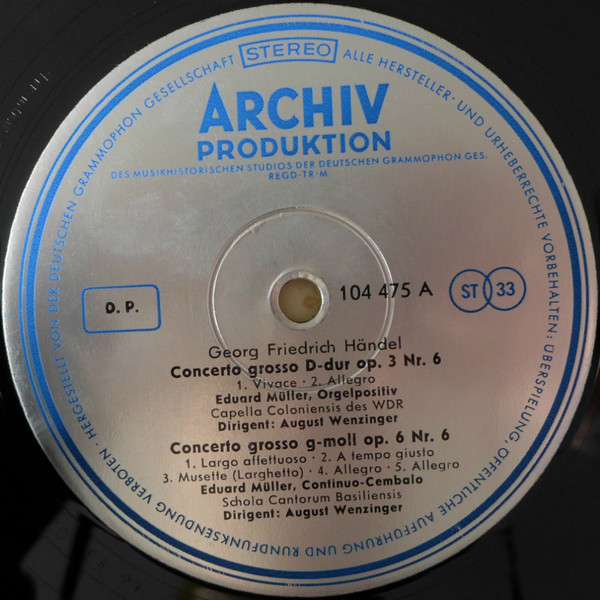 HERGESTELLT VON DER DEUTSCHEN GRAMMOPHON GESELLSCHAFT
STEREO
ALLE HERSTELLER- UND URHEBERRECHTE VORBEHALTEN: ÜBERSPIELUNG · ÖFFENTLICHE AUFFÜHRUNG UND RUNDFUNKSENDUNG VERBOTEN ·
ARCHIV
PRODUKTION
DES MUSIKHISTORISCHEN STUDIOS DER DEUTSCHEN GRAMMOPHON GES.
REGD·TR·M
D. P.
104 475 A
ST 33
Georg Friedrich Händel
Concerto grosso D-dur op. 3 Nr. 6
1. Vivace · 2. Allegro
Eduard Müller, Orgelpositiv
Capella Coloniensis des WDR
Dirigent: August Wenzinger
Concerto grosso g-moll op. 6 Nr. 6
1. Largo affettuoso · 2. A tempo giusto
3. Musette (Larghetto) · 4. Allegro · 5. Allegro
Eduard Müller, Continuo-Cembalo
Schola Cantorum Basiliensis
Dirigent: August Wenzinger